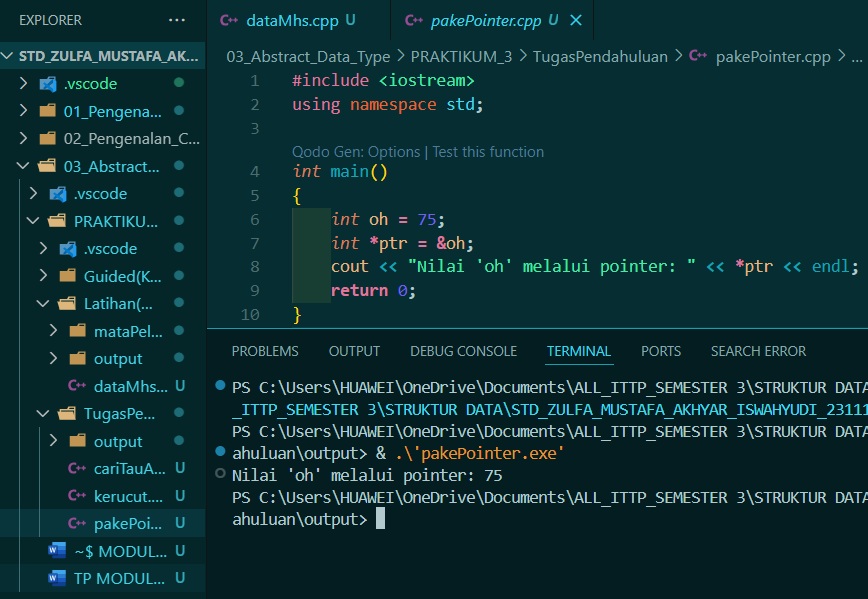 EXPLORER
STD_ZULFA_MUSTAFA_AK...
.vscode
01_Pengena...
02_Pengenalan_C...
03_Abstract...
.vscode
PRAKTIKU...
.vscode
Guided(K...
Latihan(...
mataPel...
output
dataMhs... U
TugasPe...
output
cariTauA... U
kerucut.... U
pakePoi... U
~$ MODUL... U
TP MODUL... U
dataMhs.cpp U
pakePointer.cpp U
03_Abstract_Data_Type > PRAKTIKUM_3 > TugasPendahuluan > pakePointer.cpp > ...
1 #include <iostream>
2 using namespace std;
3
Qodo Gen: Options | Test this function
4 int main()
5 {
6 int oh = 75;
7 int *ptr = &oh;
8 cout << "Nilai 'oh' melalui pointer: " << *ptr << endl;
9 return 0;
10 }
PROBLEMS OUTPUT DEBUG CONSOLE TERMINAL PORTS SEARCH ERROR
PS C:\Users\HUAWEI\OneDrive\Documents\ALL_ITTP_SEMESTER 3\STRUKTUR DATA
_ITTP_SEMESTER 3\STRUKTUR DATA\STD_ZULFA_MUSTAFA_AKHYAR_ISWAHYUDI_23111
PS C:\Users\HUAWEI\OneDrive\Documents\ALL_ITTP_SEMESTER 3\STRUKTUR DATA
ahuluan\output> & .\'pakePointer.exe'
Nilai 'oh' melalui pointer: 75
PS C:\Users\HUAWEI\OneDrive\Documents\ALL_ITTP_SEMESTER 3\STRUKTUR DATA
ahuluan\output>